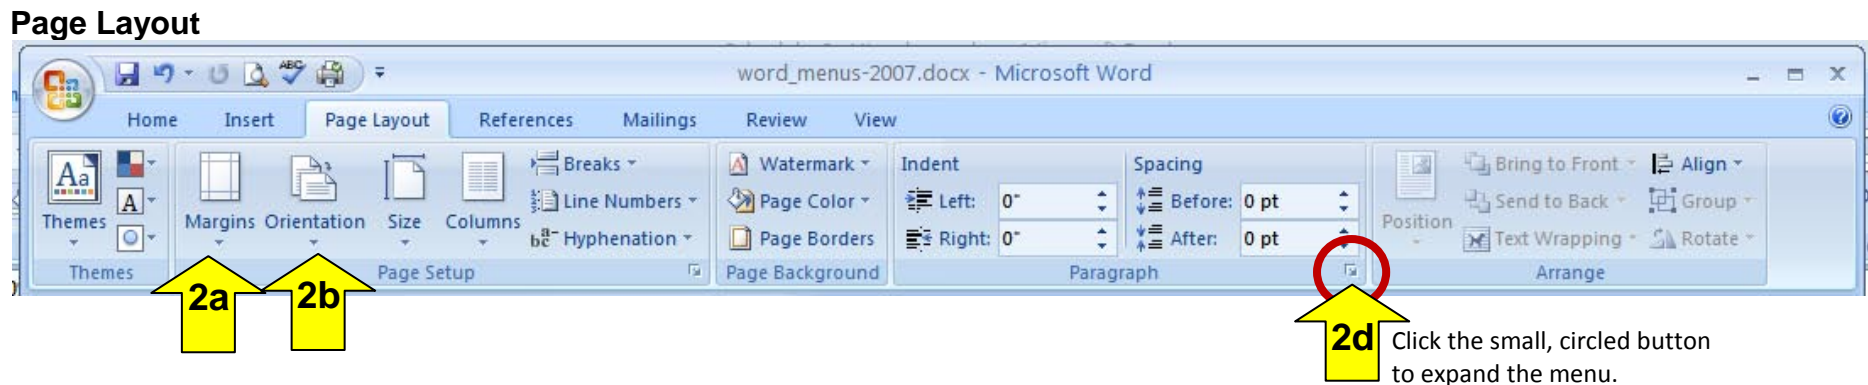 Page Layout
word_menus-2007.docx - Microsoft Word
Home Insert Page Layout References Mailings Review View
Aa
Themes
A
Margins
Orientation
Size
Columns
Breaks
Line Numbers
Hyphenation
Watermark
Page Color
Page Borders
Indent
Left: 0"
Right: 0"
Spacing
Before: 0 pt
After: 0 pt
Position
Bring to Front
Send to Back
Text Wrapping
Align
Group
Rotate
Themes Page Setup Page Background Paragraph Arrange
2a 2b
2d
Click the small, circled button
to expand the menu.